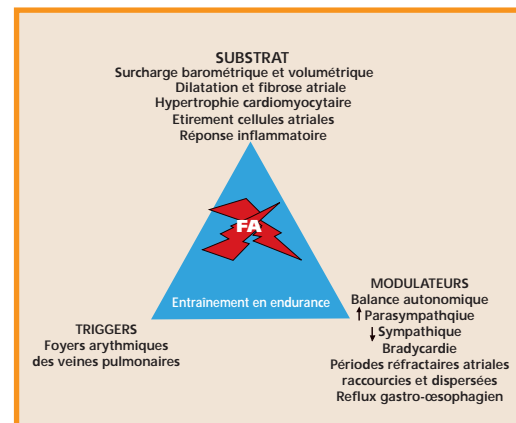 SUBSTRAT
Surcharge barométrique et volumétrique
Dilatation et fibrose atriale
Hypertrophie cardiomyocytaire
Etirement cellules atriales
Réponse inflammatoire
FA
Entraînement en endurance
TRIGGERS
Foyers arythmiques
des veines pulmonaires
MODULATEURS
Balance autonomique
↑ Parasympathqiue
↓ Sympathique
Bradycardie
Périodes réfractaires atriales
raccourcies et dispersées
Reflux gastro-œsophagien